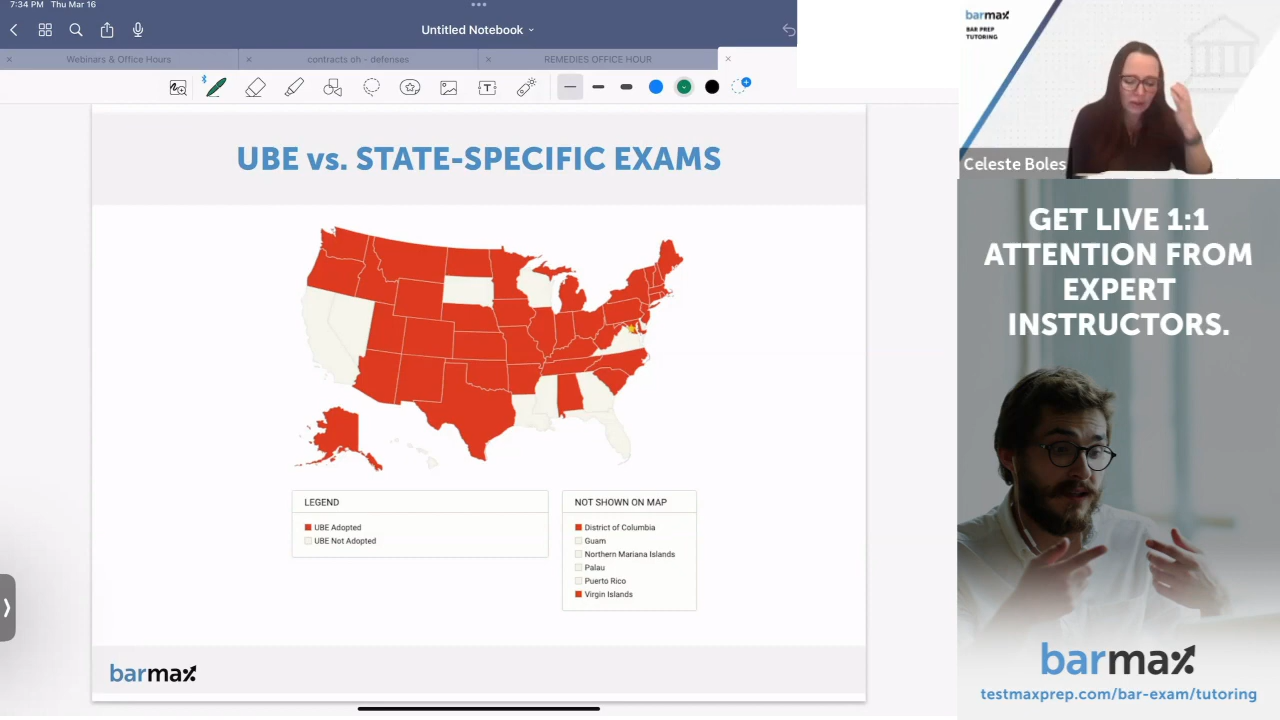 7:34 PM Thu Mar 16
Untitled Notebook
Webinars & Office Hours
contracts oh - defenses
REMEDIES OFFICE HOUR
UBE vs. STATE-SPECIFIC EXAMS
LEGEND
UBE Adopted
UBE Not Adopted
NOT SHOWN ON MAP
District of Columbia
Guam
Northern Mariana Islands
Palau
Puerto Rico
Virgin Islands
barmax
barmax
BAR PREP
TUTORING
Celeste Boles
GET LIVE 1:1
ATTENTION FROM
EXPERT
INSTRUCTORS.
barmax
testmaxprep.com/bar-exam/tutoring